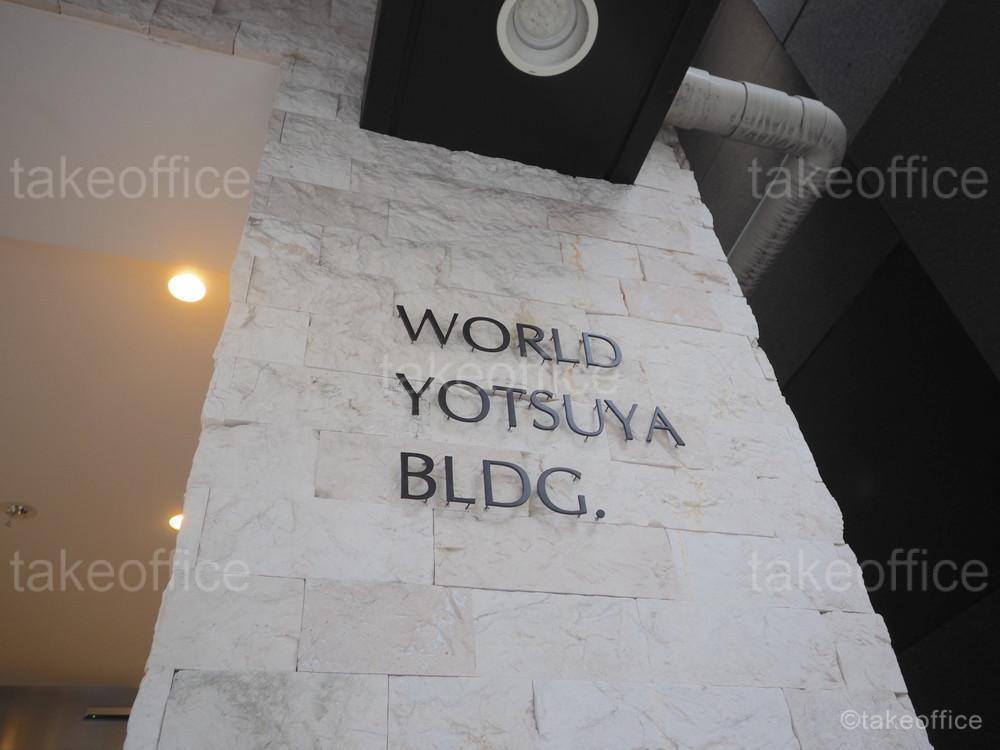 takeoffice takeoffice
WORLD
takeoffice
YOTSUYA
BLDG.
takeoffice takeoffice
©takeoffice